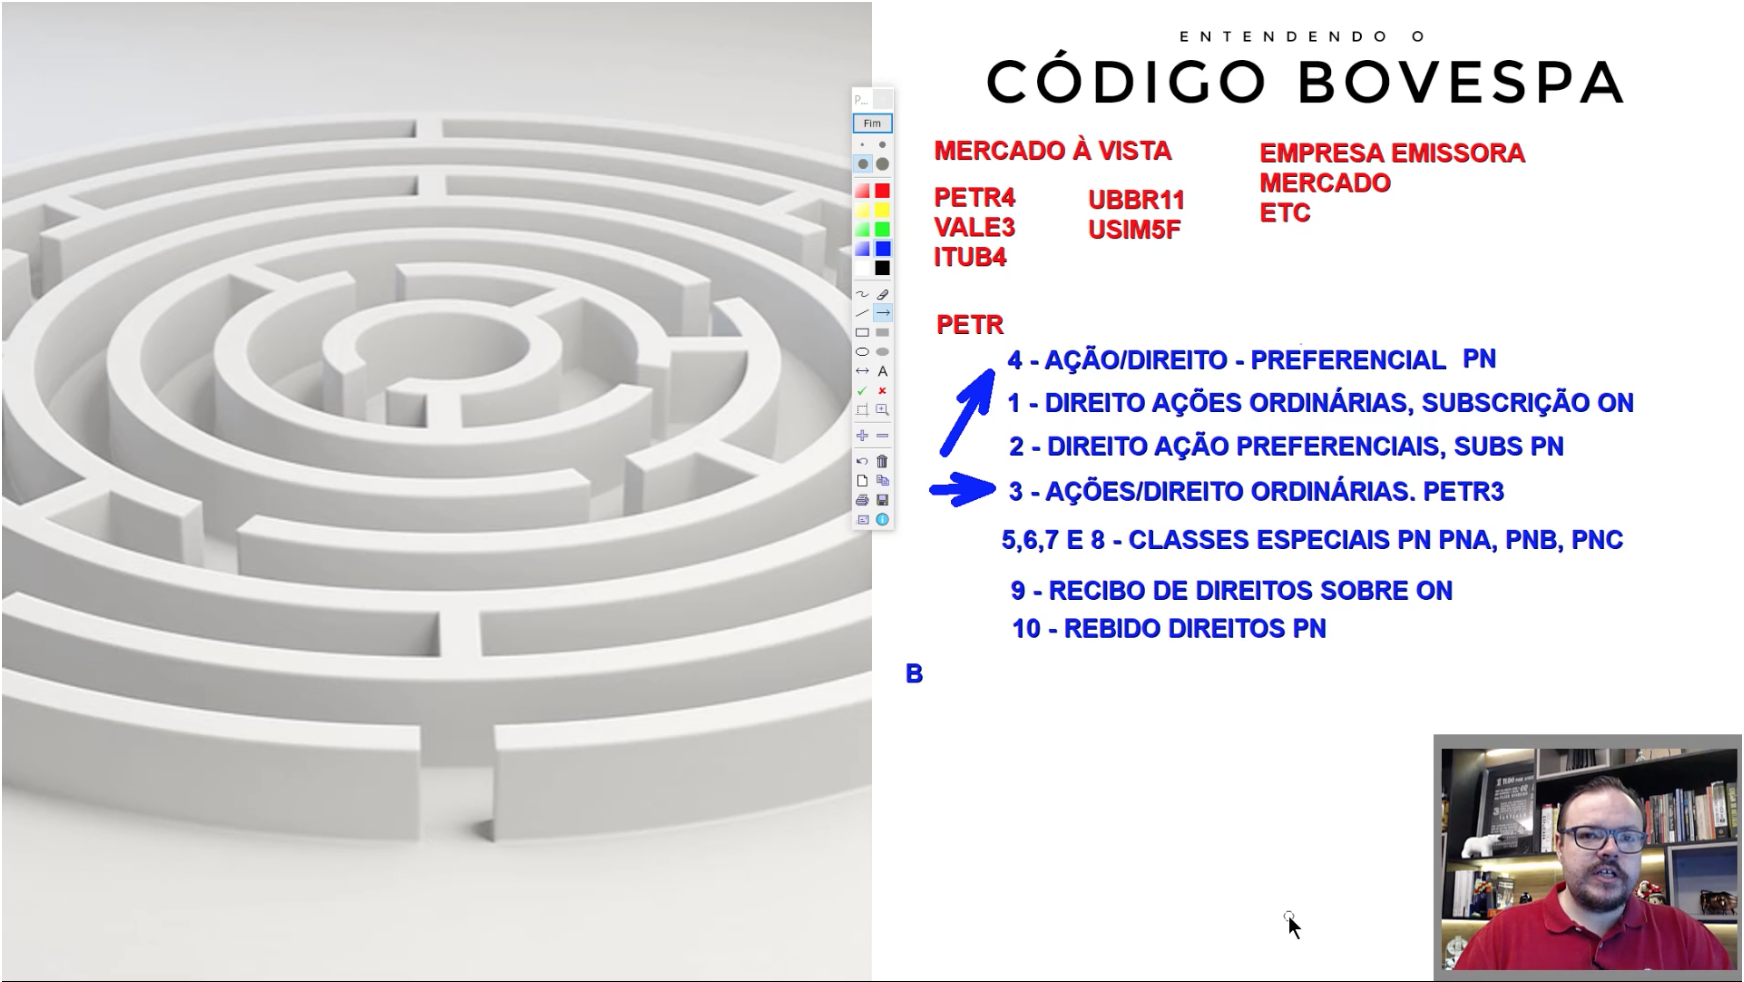 ENTENDENDO O
CÓDIGO BOVESPA
P...
Fim
A
MERCADO À VISTA
PETR4
VALE3
ITUB4
UBBR11
USIM5F
EMPRESA EMISSORA
MERCADO
ETC
PETR
4 - AÇÃO/DIREITO - PREFERENCIAL PN
1 - DIREITO AÇÕES ORDINÁRIAS, SUBSCRIÇÃO ON
2 - DIREITO AÇÃO PREFERENCIAIS, SUBS PN
3 - AÇÕES/DIREITO ORDINÁRIAS. PETR3
5,6,7 E 8 - CLASSES ESPECIAIS PN PNA, PNB, PNC
9 - RECIBO DE DIREITOS SOBRE ON
10 - REBIDO DIREITOS PN
B